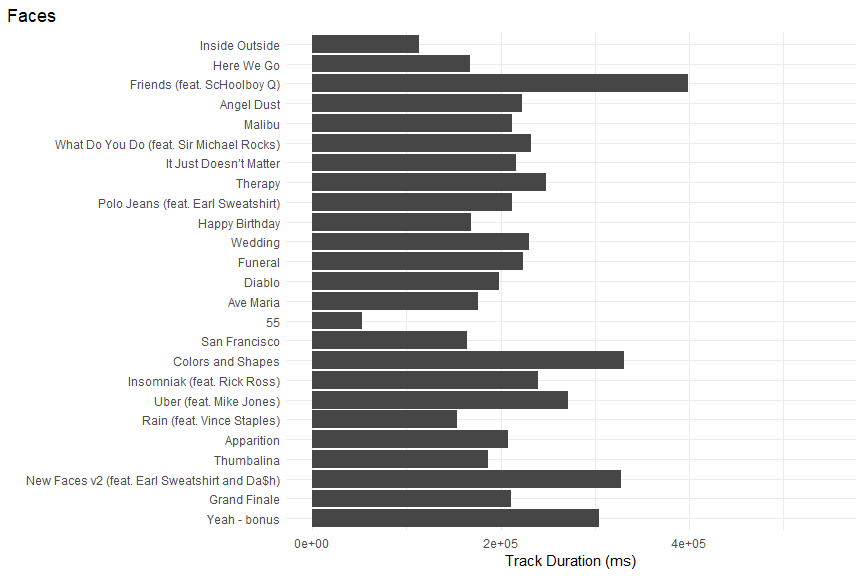 Faces
Inside Outside
Here We Go
Friends (feat. ScHoolboy Q)
Angel Dust
Malibu
What Do You Do (feat. Sir Michael Rocks)
It Just Doesn't Matter
Therapy
Polo Jeans (feat. Earl Sweatshirt)
Happy Birthday
Wedding
Funeral
Diablo
Ave Maria
55
San Francisco
Colors and Shapes
Insomniak (feat. Rick Ross)
Uber (feat. Mike Jones)
Rain (feat. Vince Staples)
Apparition
Thumbalina
New Faces v2 (feat. Earl Sweatshirt and Da$h)
Grand Finale
Yeah - bonus
0e+00 2e+05 4e+05
Track Duration (ms)